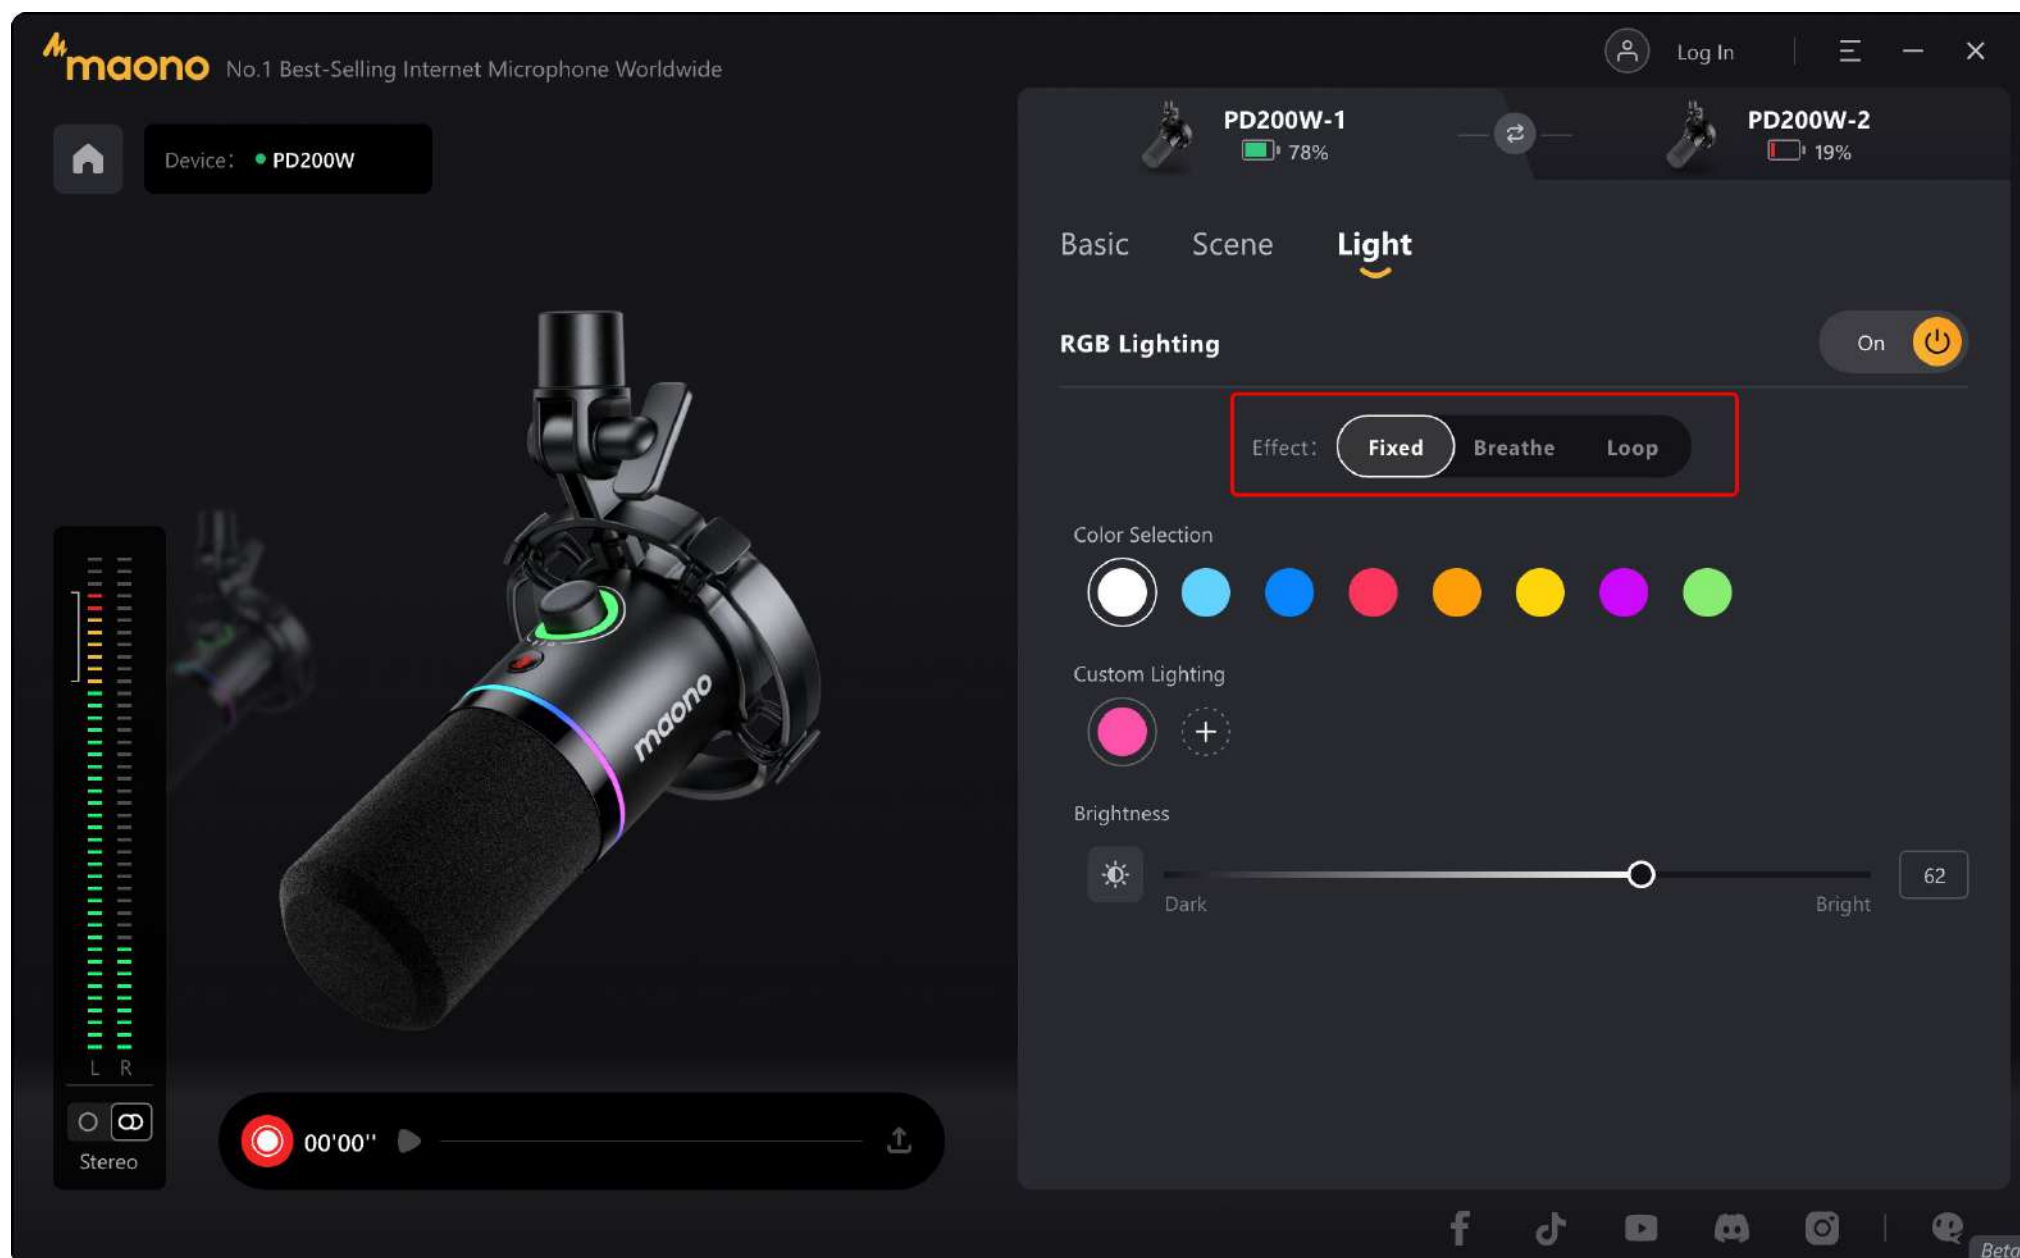 maono No.1 Best-Selling Internet Microphone Worldwide
Log In
Device: PD200W
PD200W-1
78%
PD200W-2
19%
Basic Scene Light
RGB Lighting
On
Effect: Fixed Breathe Loop
Color Selection
Custom Lighting
Brightness
62
Dark Bright
maono
L R
Stereo
00'00''
Beta